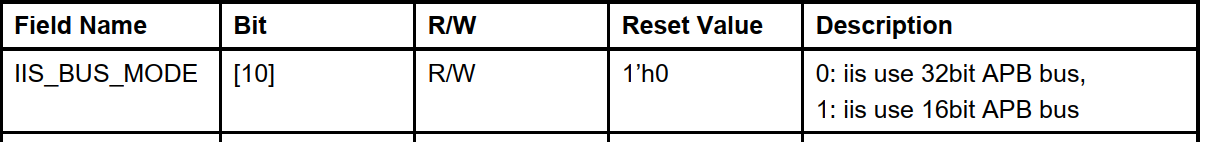 Field Name Bit R/W Reset Value Description
IIS_BUS_MODE [10] R/W 1’h0 0: iis use 32bit APB bus,
1: iis use 16bit APB bus